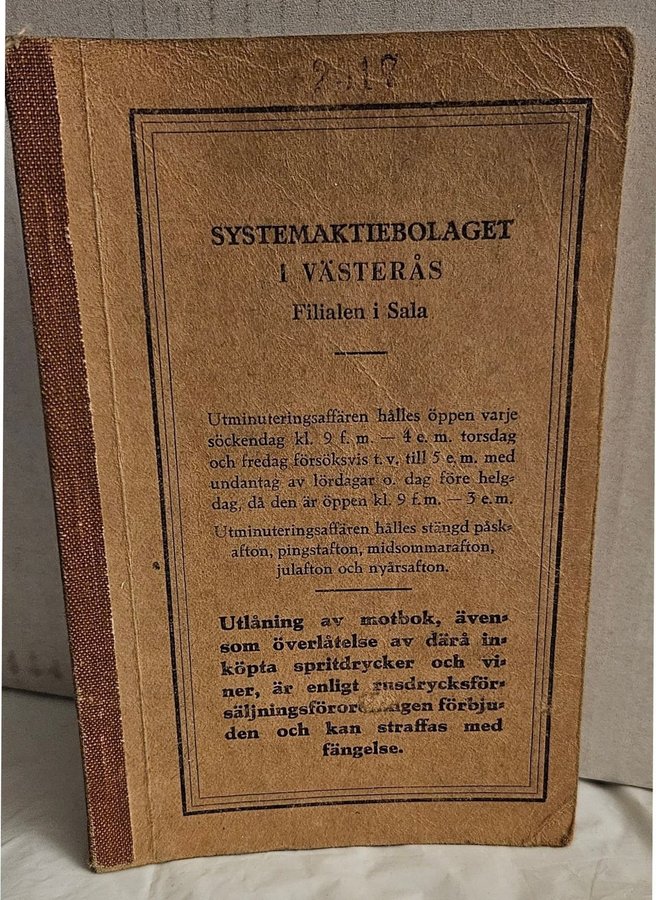 SYSTEMAKTIEBOLAGET
I VÄSTERÅS
Filialen i Sala
Utminuteringsaffären hålles öppen varje
söckendag kl. 9 f. m. — 4 e. m. torsdag
och fredag försöksvis t. v. till 5 e. m. med
undantag av lördagar o. dag före helg-
dag, då den är öppen kl. 9 f. m. — 3 e. m.
Utminuteringsaffären hålles stängd påsk-
afton, pingstafton, midsommarafton,
julafton och nyårsafton.
Utlåning av motbok, även-
som överlåtelse av därå in-
köpta spritdrycker och vi-
ner, är enligt rusdrycksför-
säljningsförordningen förbju-
den och kan straffas med
fängelse.